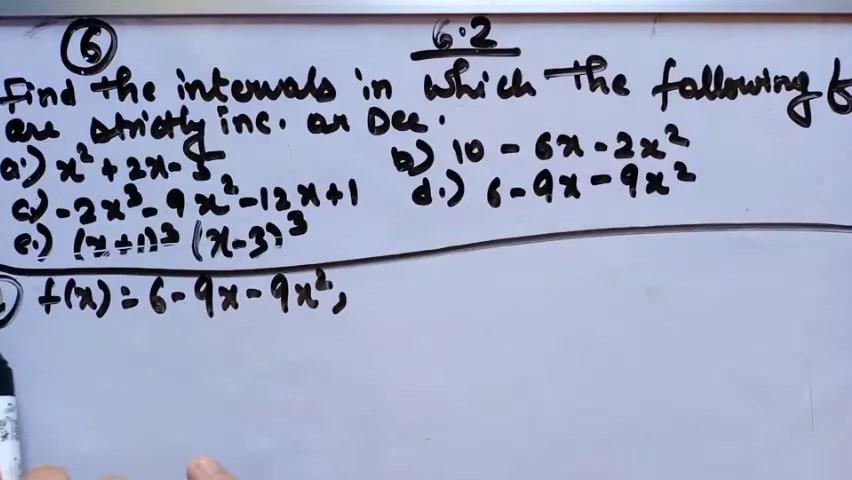 6
6.2
Find the intervals in which the following
are strictly inc. or Dec.
a.) x² + 2x - 5
b) 10 - 6x - 2x²
c) -2x³ - 9x² - 12x + 1
d.) 6 - 9x - 9x²
e.) (x+1)³ (x-3)³
f(x) = 6 - 9x - 9x²,